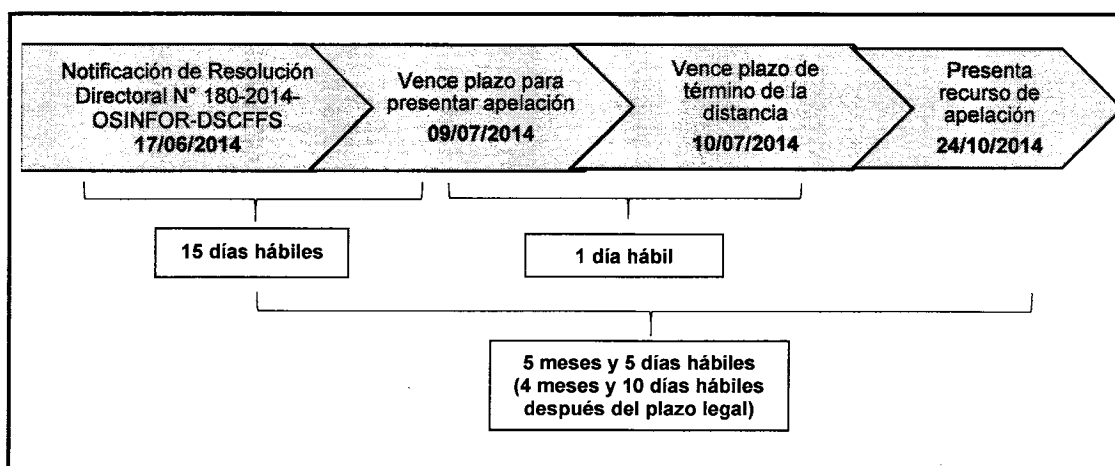 Notificación de Resolución
Directoral N° 180-2014-
OSINFOR-DSCFFS
17/06/2014
Vence plazo para
presentar apelación
09/07/2014
Vence plazo de
término de la
distancia
10/07/2014
Presenta
recurso de
apelación
24/10/2014
15 días hábiles
1 día hábil
5 meses y 5 días hábiles
(4 meses y 10 días hábiles
después del plazo legal)